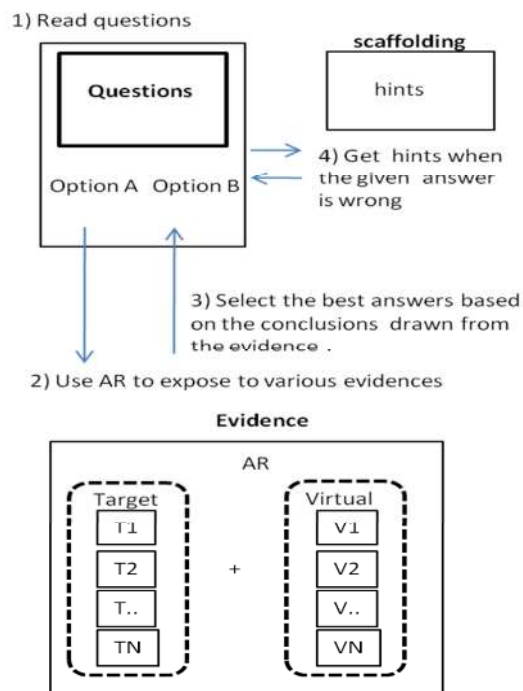 1) Read questions
scaffolding
Questions
hints
Option A Option B
4) Get hints when
the given answer
is wrong
3) Select the best answers based
on the conclusions drawn from
the evidence .
2) Use AR to expose to various evidences
Evidence
AR
Target Virtual
T1 V1
T2 + V2
T.. V..
TN VN